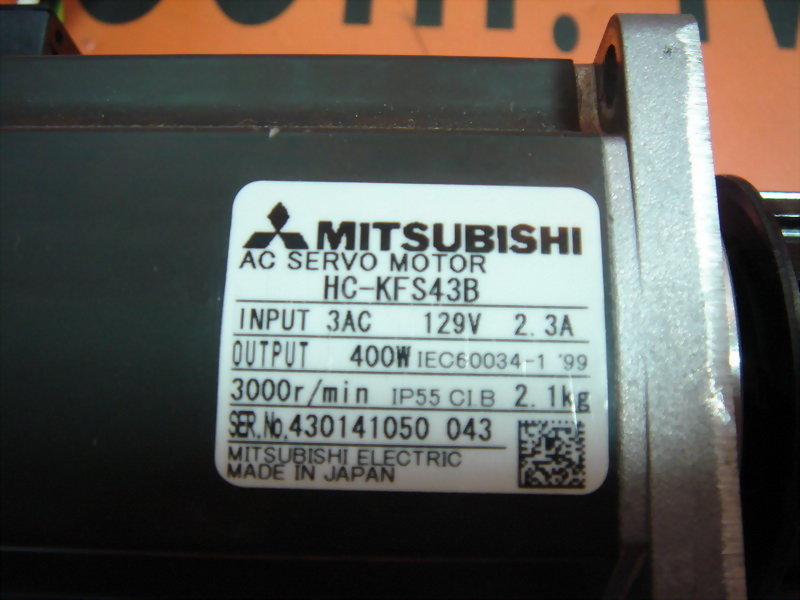 MITSUBISHI
AC SERVO MOTOR
HC-KFS43B
INPUT 3AC 129V 2.3A
OUTPUT 400W IEC60034-1 '99
3000r/min IP55 CI B 2.1kg
SER.No.430141050 043
MITSUBISHI ELECTRIC
MADE IN JAPAN